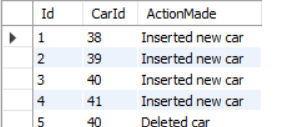 Id CarId ActionMade
1 38 Inserted new car
2 39 Inserted new car
3 40 Inserted new car
4 41 Inserted new car
5 40 Deleted car